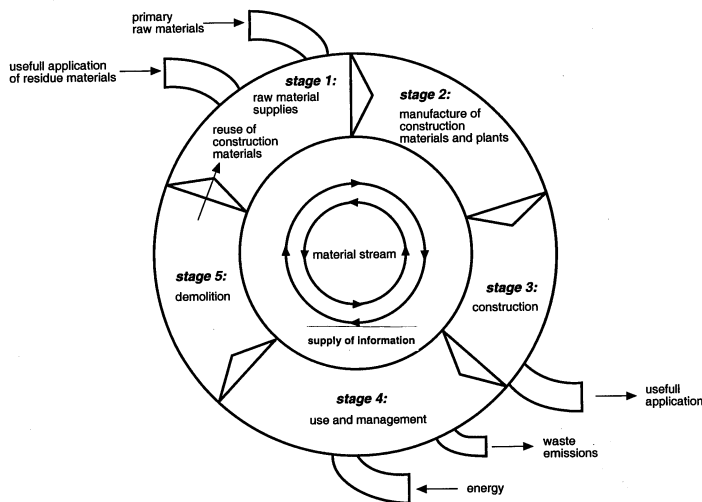 primary
raw materials
usefull application
of residue materials
stage 1:
raw material
supplies
reuse of
construction
materials
stage 2:
manufacture of
construction
materials and plants
stage 5:
demolition
material stream
supply of information
stage 3:
construction
stage 4:
use and management
usefull
application
waste
emissions
energy